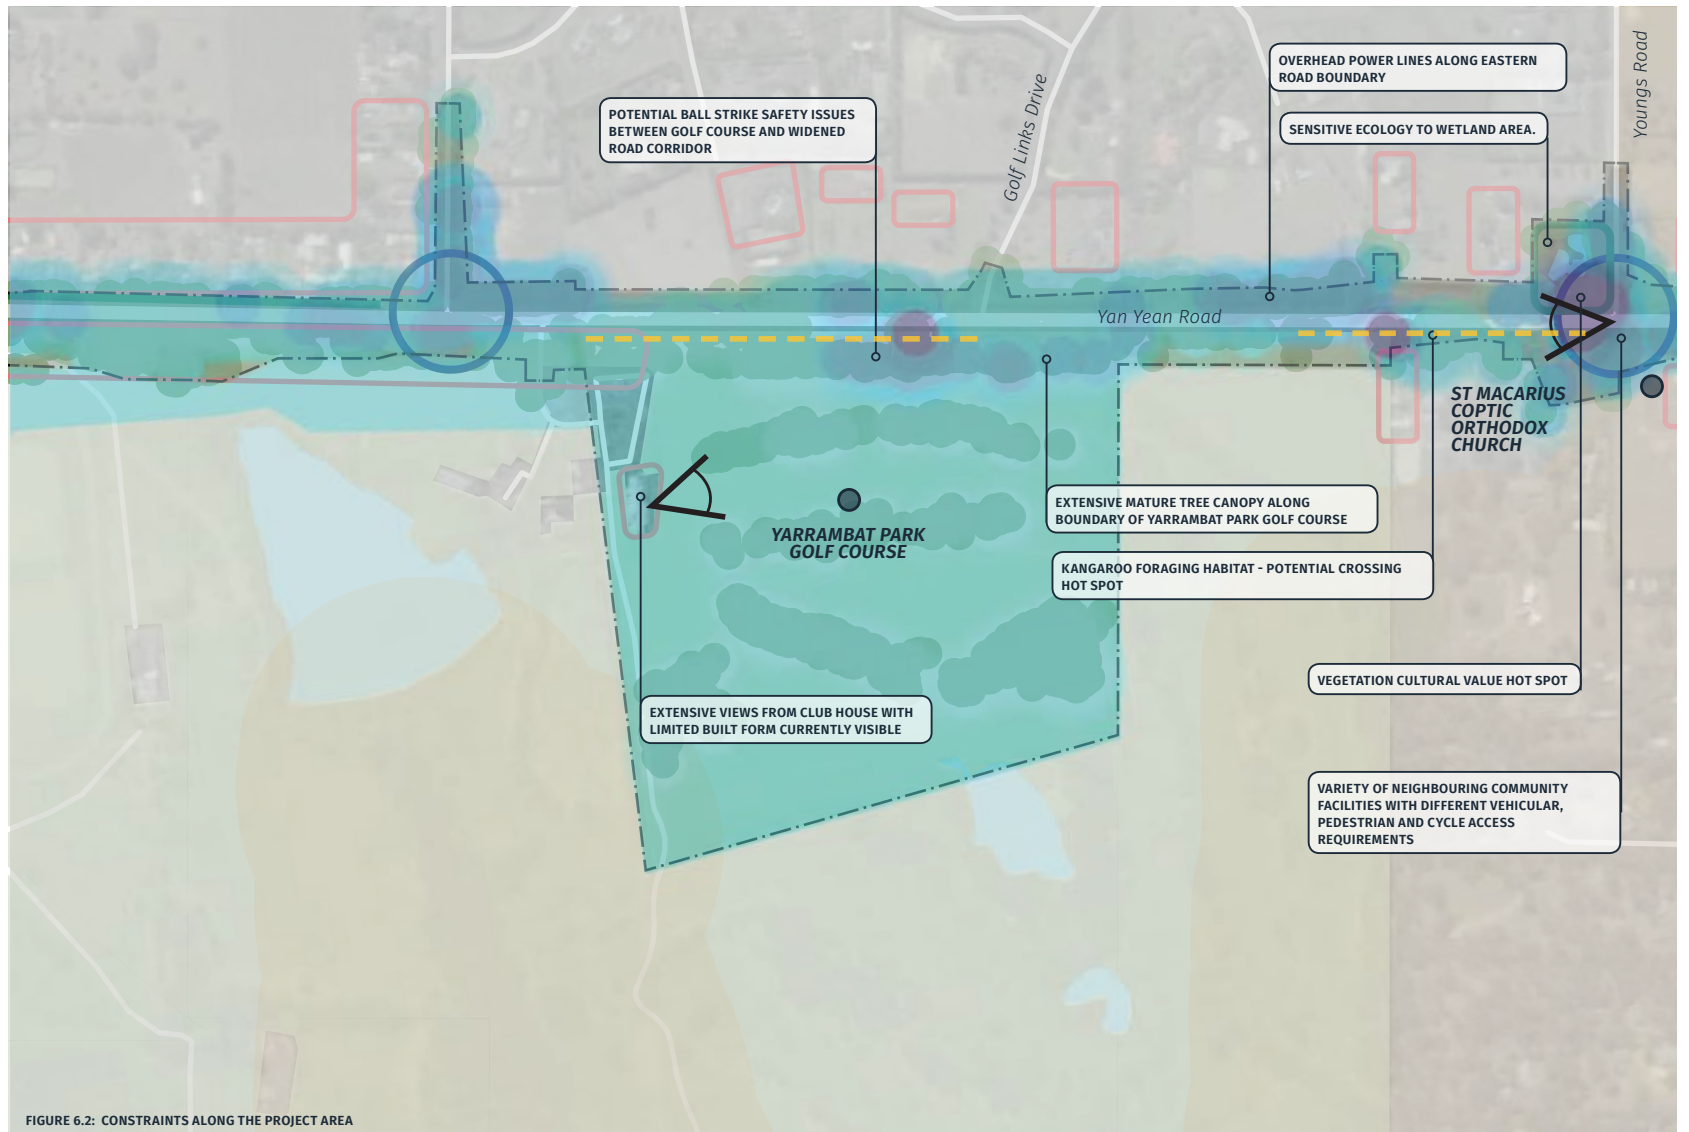 OVERHEAD POWER LINES ALONG EASTERN
ROAD BOUNDARY
Youngs Road
POTENTIAL BALL STRIKE SAFETY ISSUES
BETWEEN GOLF COURSE AND WIDENED
ROAD CORRIDOR
Golf Links Drive
SENSITIVE ECOLOGY TO WETLAND AREA.
Yan Yean Road
ST MACARIUS
COPTIC
ORTHODOX
CHURCH
EXTENSIVE MATURE TREE CANOPY ALONG
BOUNDARY OF YARRAMBAT PARK GOLF COURSE
YARRAMBAT PARK
GOLF COURSE
KANGAROO FORAGING HABITAT - POTENTIAL CROSSING
HOT SPOT
VEGETATION CULTURAL VALUE HOT SPOT
EXTENSIVE VIEWS FROM CLUB HOUSE WITH
LIMITED BUILT FORM CURRENTLY VISIBLE
VARIETY OF NEIGHBOURING COMMUNITY
FACILITIES WITH DIFFERENT VEHICULAR,
PEDESTRIAN AND CYCLE ACCESS
REQUIREMENTS
FIGURE 6.2: CONSTRAINTS ALONG THE PROJECT AREA